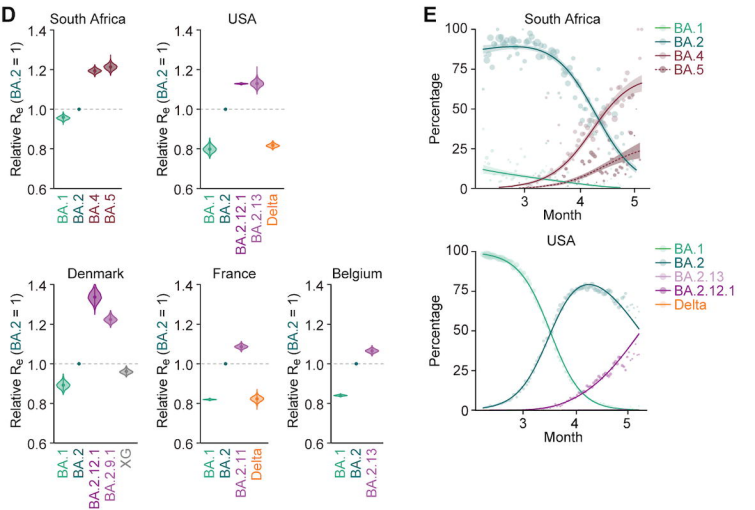 D
South Africa
Relative Re (BA.2 = 1)
1.4
1.2
1.0
0.8
0.6
BA.1
BA.2
BA.4
BA.5
USA
Relative Re (BA.2 = 1)
1.4
1.2
1.0
0.8
0.6
BA.1
BA.2
BA.2.12.1
BA.2.13
Delta
Denmark
Relative Re (BA.2 = 1)
1.4
1.2
1.0
0.8
0.6
BA.1
BA.2
BA.2.12.1
BA.2.9.1
XG
France
Relative Re (BA.2 = 1)
1.4
1.2
1.0
0.8
0.6
BA.1
BA.2
BA.2.11
Delta
Belgium
Relative Re (BA.2 = 1)
1.4
1.2
1.0
0.8
0.6
BA.1
BA.2
BA.2.13
E
South Africa
Percentage
100
75
50
25
0
3
4
5
Month
BA.1
BA.2
BA.4
BA.5
USA
Percentage
100
75
50
25
0
3
4
5
Month
BA.1
BA.2
BA.2.13
BA.2.12.1
Delta